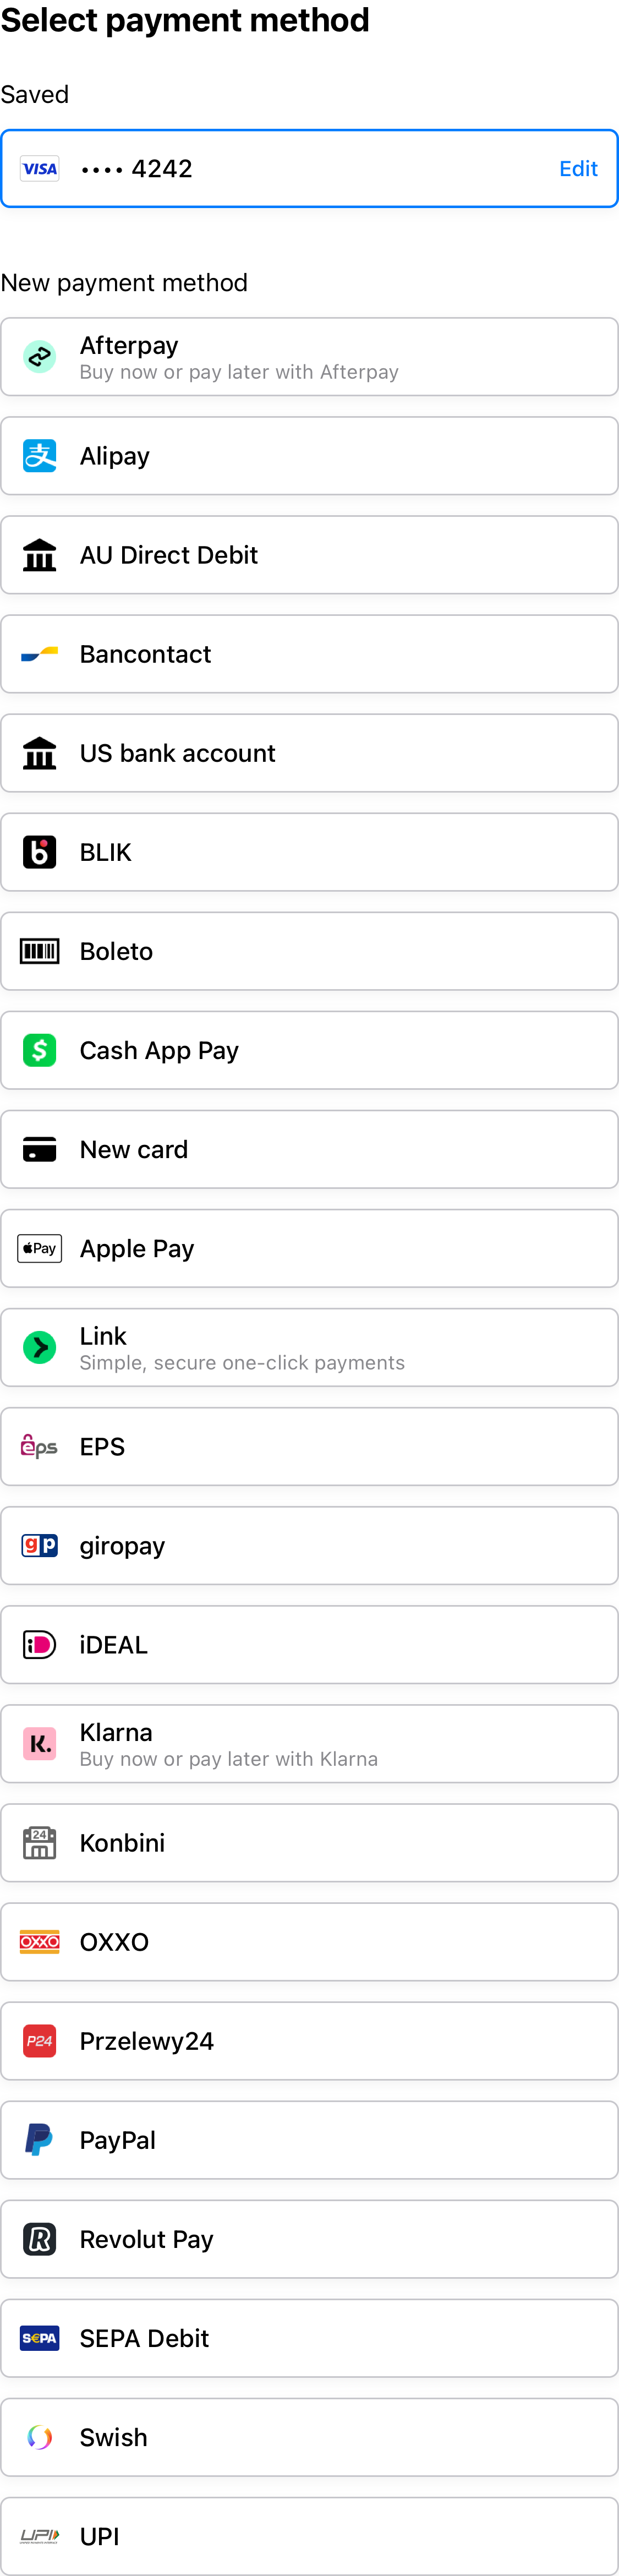 Select payment method
Saved
VISA •••• 4242 Edit
New payment method
Afterpay
Buy now or pay later with Afterpay
支 Alipay
AU Direct Debit
Bancontact
US bank account
b BLIK
Boleto
$ Cash App Pay
New card
Pay Apple Pay
Link
Simple, secure one-click payments
eps EPS
gp giropay
iD iDEAL
K. Klarna
Buy now or pay later with Klarna
24 Konbini
OXXO OXXO
P24 Przelewy24
P PayPal
R Revolut Pay
S€PA SEPA Debit
Swish
UPI UPI